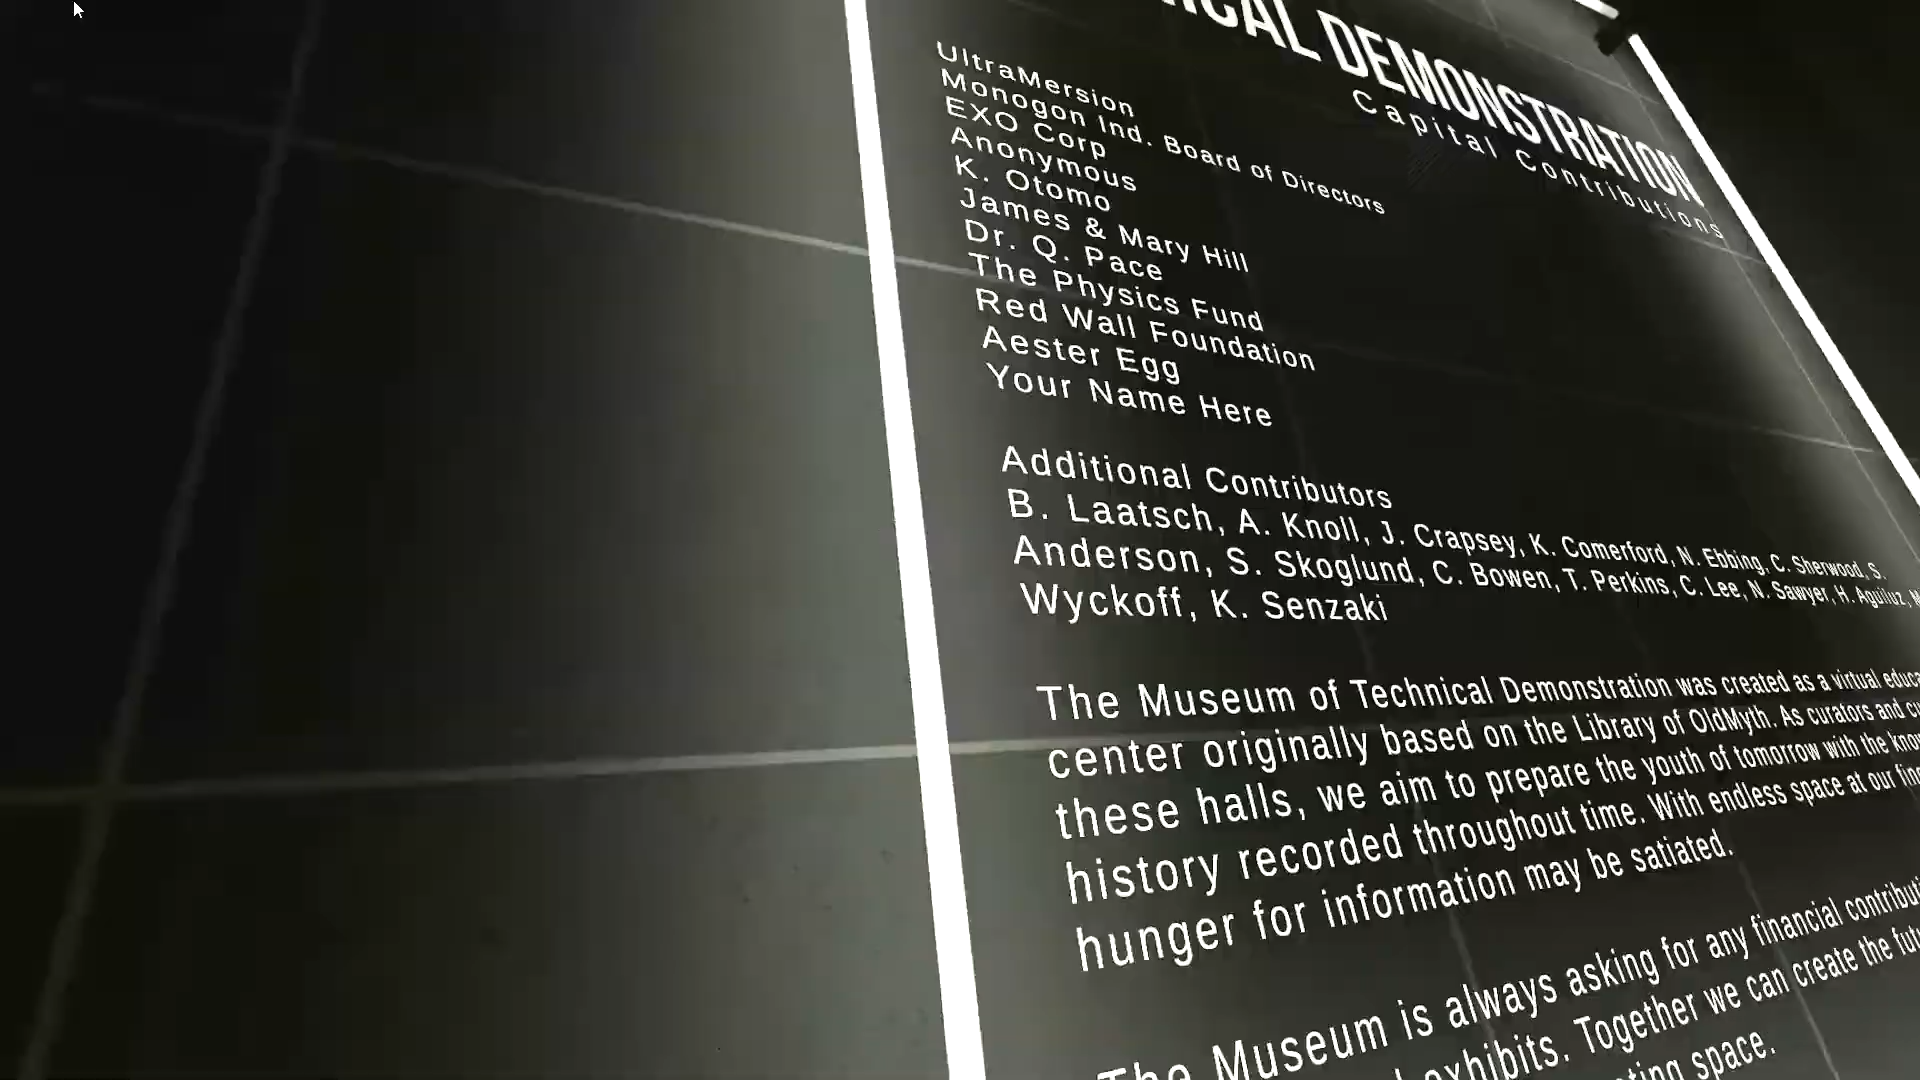 ICAL DEMONSTRATION
Capital Contributions
UltraMersion
Monogon Ind. Board of Directors
EXO Corp
Anonymous
K. Otomo
James & Mary Hill
Dr. Q. Pace
The Physics Fund
Red Wall Foundation
Aester Egg
Your Name Here
Additional Contributors
B. Laatsch, A. Knoll, J. Crapsey, K. Comerford, N. Ebbing, C. Sherwood, S.
Anderson, S. Skoglund, C. Bowen, T. Perkins, C. Lee, N. Sawyer, H. Aguiluz, M
Wyckoff, K. Senzaki
The Museum of Technical Demonstration was created as a virtual educa
center originally based on the Library of OldMyth. As curators and cu
these halls, we aim to prepare the youth of tomorrow with the know
history recorded throughout time. With endless space at our fing
hunger for information may be satiated.
The Museum is always asking for any financial contributi
exhibits. Together we can create the futu
space.